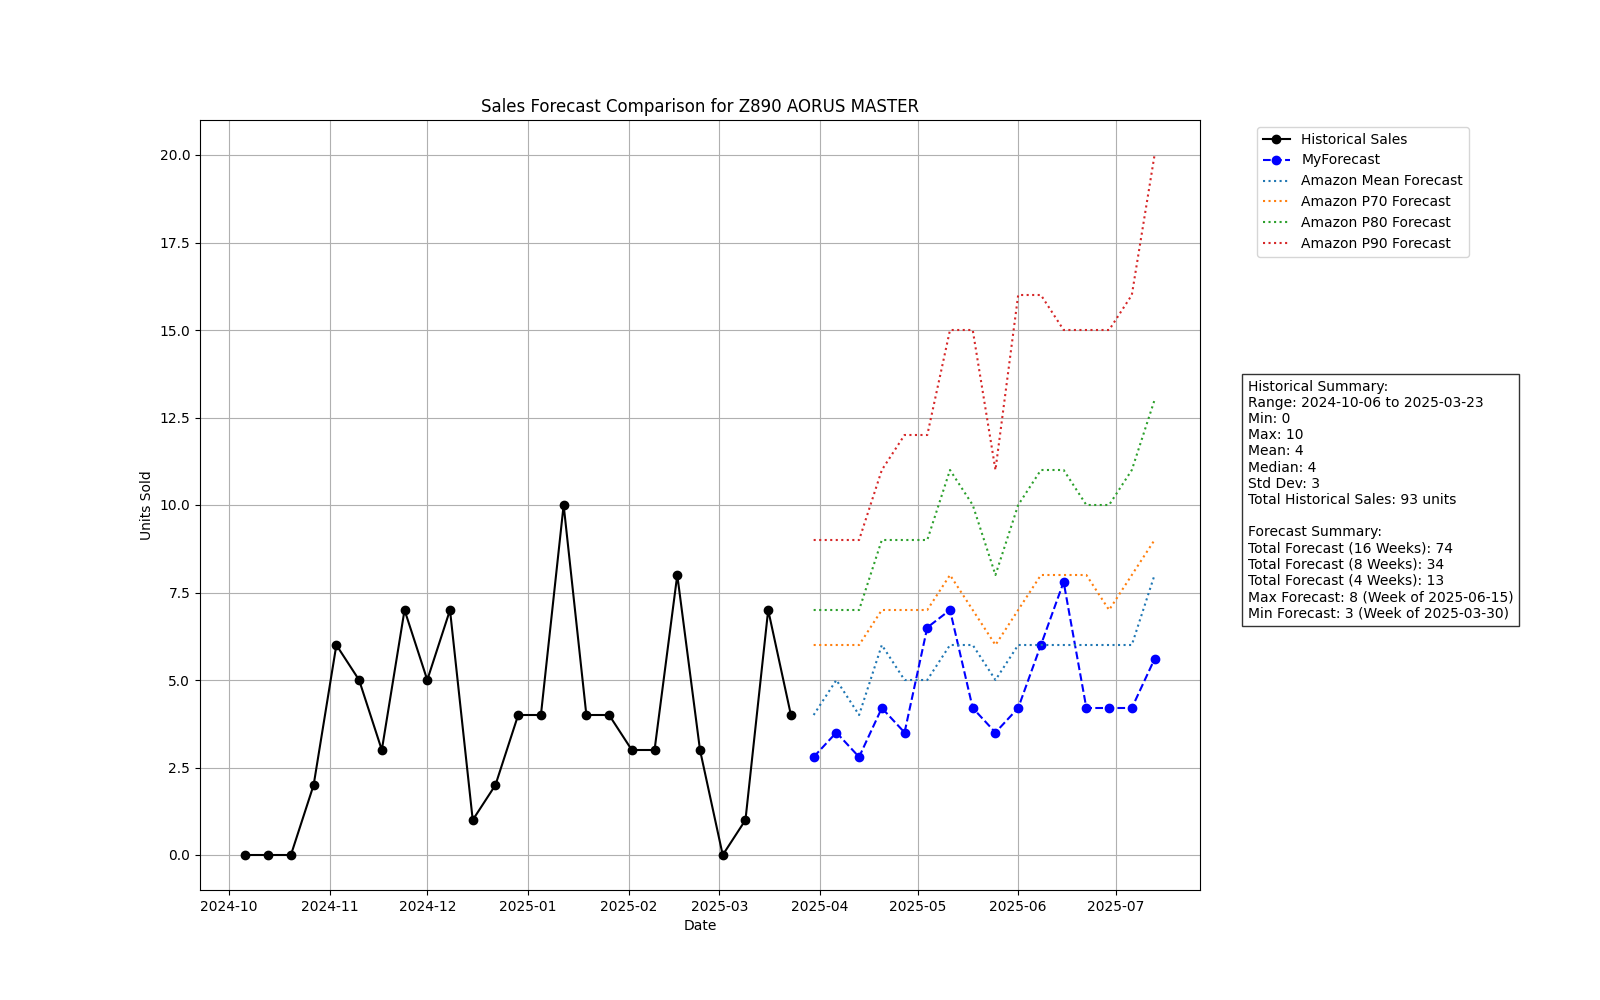 Sales Forecast Comparison for Z890 AORUS MASTER
Historical Sales
MyForecast
Amazon Mean Forecast
Amazon P70 Forecast
Amazon P80 Forecast
Amazon P90 Forecast
20.0
17.5
15.0
12.5
10.0
7.5
5.0
2.5
0.0
Units Sold
2024-10
2024-11
2024-12
2025-01
2025-02
2025-03
2025-04
2025-05
2025-06
2025-07
Date
Historical Summary:
Range: 2024-10-06 to 2025-03-23
Min: 0
Max: 10
Mean: 4
Median: 4
Std Dev: 3
Total Historical Sales: 93 units
Forecast Summary:
Total Forecast (16 Weeks): 74
Total Forecast (8 Weeks): 34
Total Forecast (4 Weeks): 13
Max Forecast: 8 (Week of 2025-06-15)
Min Forecast: 3 (Week of 2025-03-30)